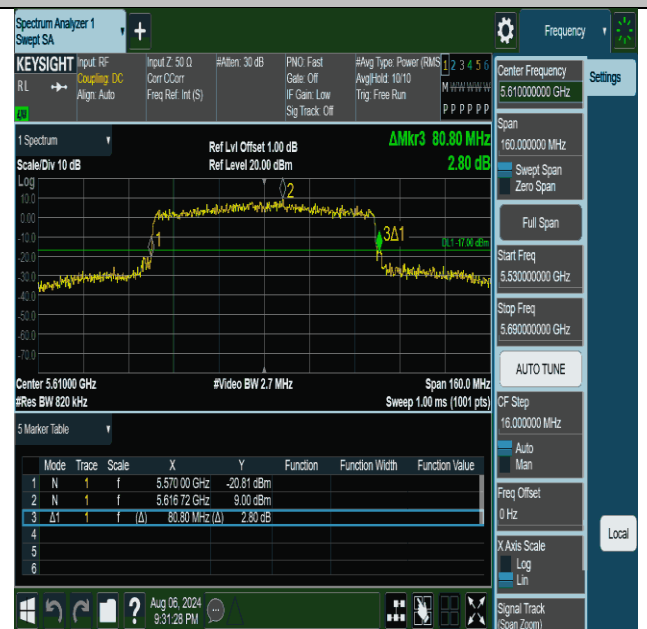 Spectrum Analyzer 1
Swept SA
Frequency
KEYSIGHT
RL
Input: RF
Coupling: DC
Align: Auto
Input Z: 50 Ω
Corr CCorr
Freq Ref: Int (S)
#Atten: 30 dB
PNO: Fast
Gate: Off
IF Gain: Low
Sig Track: Off
#Avg Type: Power (RMS
Avg|Hold: 10/10
Trig: Free Run
1 2 3 4 5 6
M W W W W W
P P P P P P
Center Frequency
5.610000000 GHz
Settings
Span
160.000000 MHz
Swept Span
Zero Span
Full Span
Start Freq
5.530000000 GHz
Stop Freq
5.690000000 GHz
AUTO TUNE
CF Step
16.000000 MHz
Auto
Man
Freq Offset
0 Hz
X Axis Scale
Log
Lin
Signal Track
(Span Zoom)
Local
1 Spectrum
Scale/Div 10 dB
Ref Lvl Offset 1.00 dB
Ref Level 20.00 dBm
ΔMkr3 80.80 MHz
2.80 dB
Log
10.0
0.00
-10.0
-20.0
-30.0
-40.0
-50.0
-60.0
-70.0
1
2
3Δ1
DL1 -17.00 dBm
Center 5.61000 GHz
#Video BW 2.7 MHz
Span 160.0 MHz
#Res BW 820 kHz
Sweep 1.00 ms (1001 pts)
5 Marker Table
Mode Trace Scale X Y Function Function Width Function Value
1 N 1 f 5.570 00 GHz -20.81 dBm
2 N 1 f 5.616 72 GHz 9.00 dBm
3 Δ1 1 f (Δ) 80.80 MHz (Δ) 2.80 dB
4
5
6
?
Aug 06, 2024
9:31:28 PM